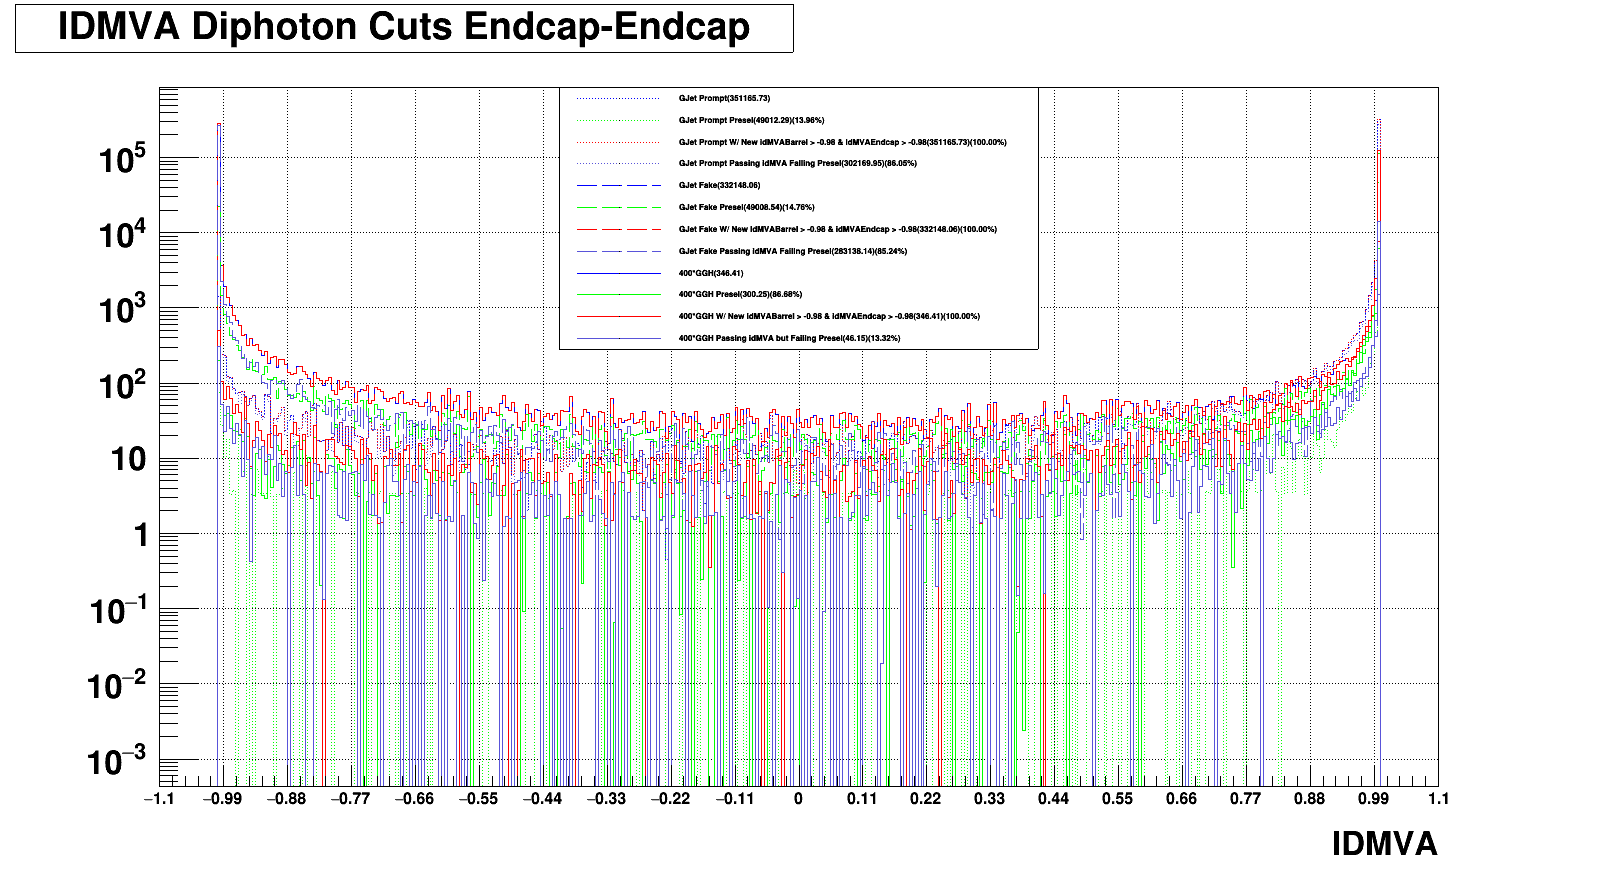 IDMVA Diphoton Cuts Endcap-Endcap
GJet Prompt(351165.73)
GJet Prompt Presel(49012.29)(13.96%)
GJet Prompt W/ New IdMVABarrel > -0.98 & IdMVAEndcap > -0.98(351165.73)(100.00%)
GJet Prompt Passing IdMVA Failing Presel(302169.95)(86.05%)
GJet Fake(332148.06)
GJet Fake Presel(49008.54)(14.76%)
GJet Fake W/ New IdMVABarrel > -0.98 & IdMVAEndcap > -0.98(332148.06)(100.00%)
GJet Fake Passing IdMVA Failing Presel(283138.14)(85.24%)
400*GGH(346.41)
400*GGH Presel(300.25)(86.68%)
400*GGH W/ New IdMVABarrel > -0.98 & IdMVAEndcap > -0.98(346.41)(100.00%)
400*GGH Passing IdMVA but Failing Presel(46.15)(13.32%)
10^5
10^4
10^3
10^2
10
1
10^−1
10^−2
10^−3
−1.1 −0.99 −0.88 −0.77 −0.66 −0.55 −0.44 −0.33 −0.22 −0.11 0 0.11 0.22 0.33 0.44 0.55 0.66 0.77 0.88 0.99 1.1
IDMVA